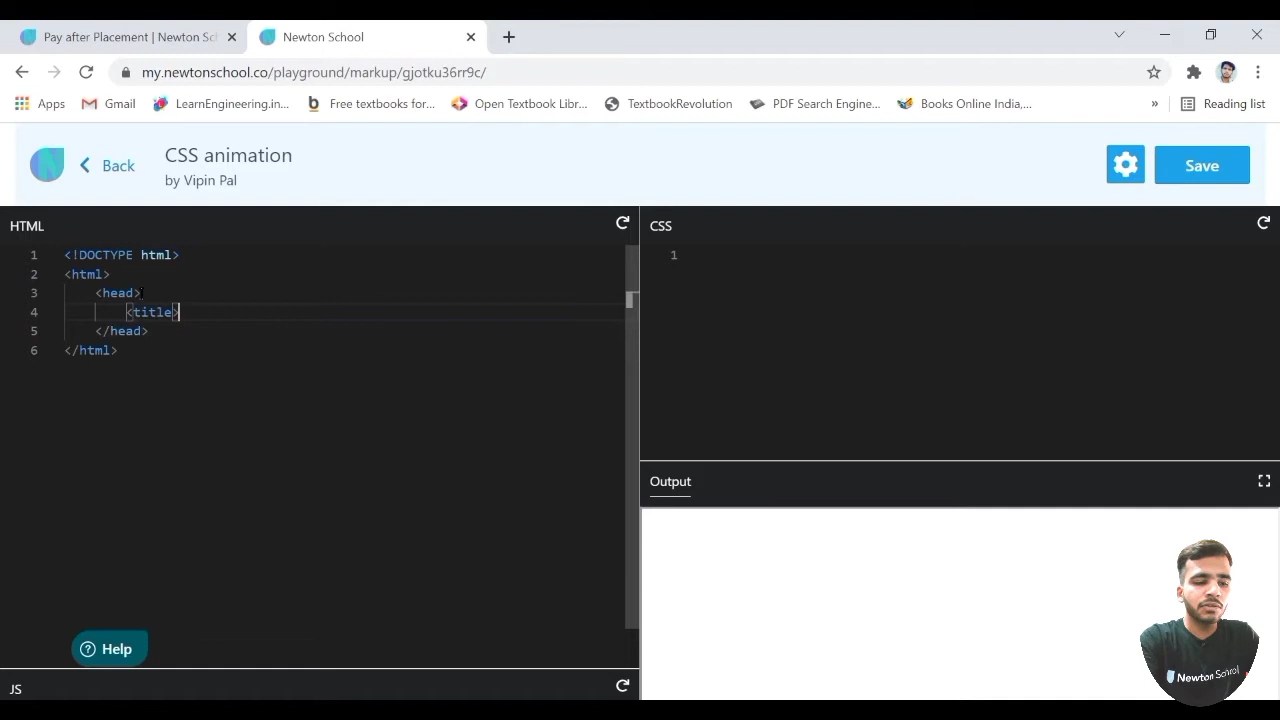 Pay after Placement | Newton Sc
Newton School
my.newtonschool.co/playground/markup/gjotku36rr9c/
Apps
Gmail
LearnEngineering.in...
Free textbooks for...
Open Textbook Libr...
TextbookRevolution
PDF Search Engine...
Books Online India,...
»
Reading list
Back
CSS animation
by Vipin Pal
Save
HTML
1 <!DOCTYPE html>
2 <html>
3 <head>
4 <title>
5 </head>
6 </html>
CSS
1
Output
? Help
JS
Newton School